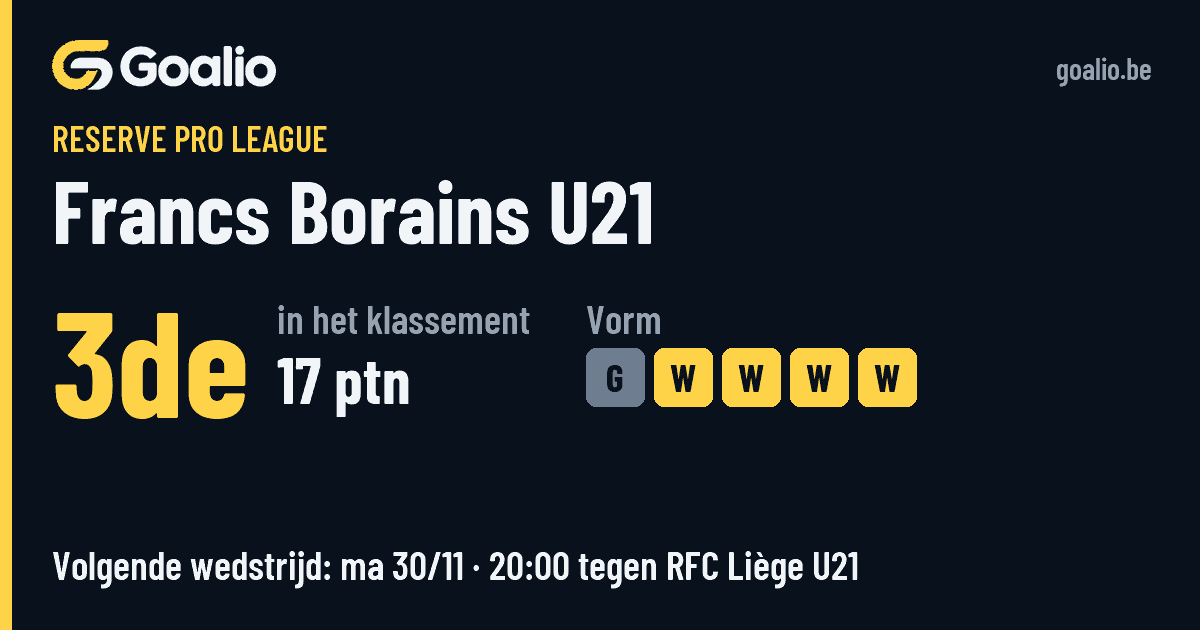 Goalio
goalio.be
RESERVE PRO LEAGUE
Francs Borains U21
3de
in het klassement
17 ptn
Vorm
G W W W W
Volgende wedstrijd: ma 30/11 · 20:00 tegen RFC Liège U21